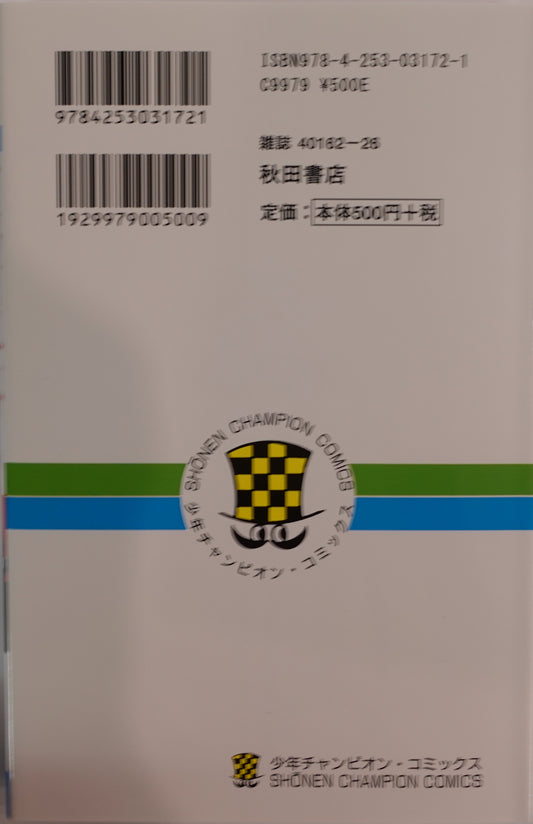 ISBN978-4-253-03172-1
C9979 ¥500E
9784253031721
雑誌 40162-26
秋田書店
1929979005009
定価：本体500円+税
SHŌNEN CHAMPION COMICS
少年チャンピオン・コミックス
少年チャンピオン・コミックス
SHŌNEN CHAMPION COMICS